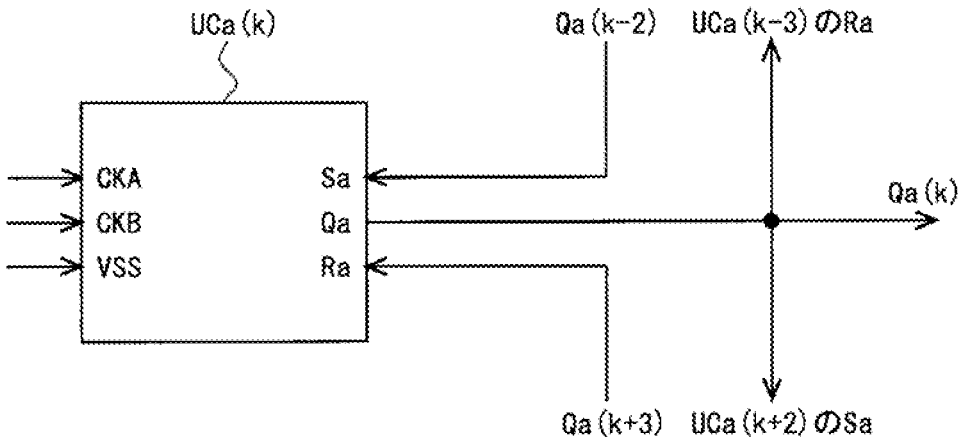 UCa(k)
Qa(k-2)
UCa(k-3)のRa
CKA
Sa
CKB
Qa
Qa(k)
VSS
Ra
Qa(k+3)
UCa(k+2)のSa